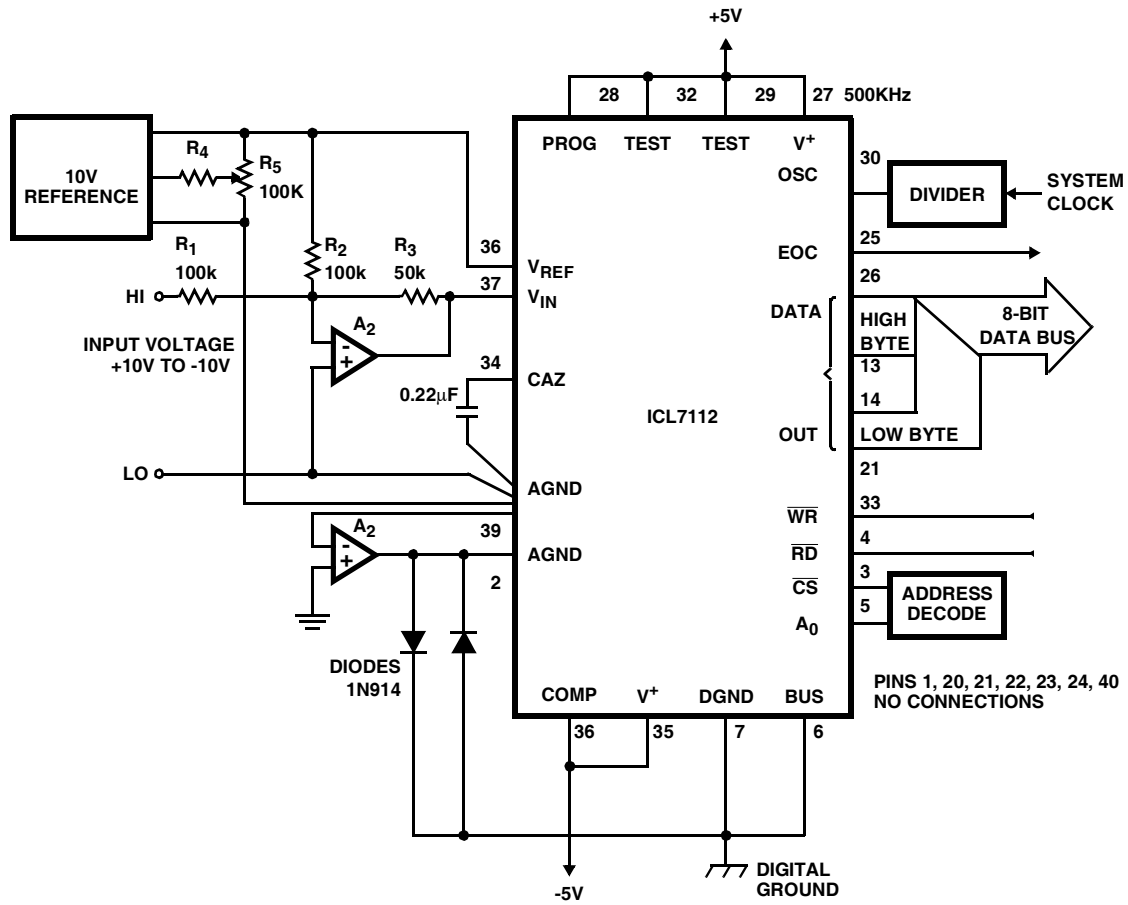 +5V
28
32
29
27
500KHz
PROG
TEST
TEST
V+
OSC
30
DIVIDER
SYSTEM
CLOCK
10V
REFERENCE
R4
R5
100K
R1
100k
R2
100k
R3
50k
36
VREF
37
VIN
HI
INPUT VOLTAGE
+10V TO -10V
A2
-
+
34
CAZ
0.22μF
LO
AGND
A2
-
+
39
AGND
2
DIODES
1N914
ICL7112
EOC
25
26
DATA
HIGH
BYTE
13
14
OUT
LOW BYTE
21
8-BIT
DATA BUS
WR
33
RD
4
CS
3
A0
5
ADDRESS
DECODE
PINS 1, 20, 21, 22, 23, 24, 40
NO CONNECTIONS
COMP
V+
DGND
BUS
36
35
7
6
-5V
DIGITAL
GROUND